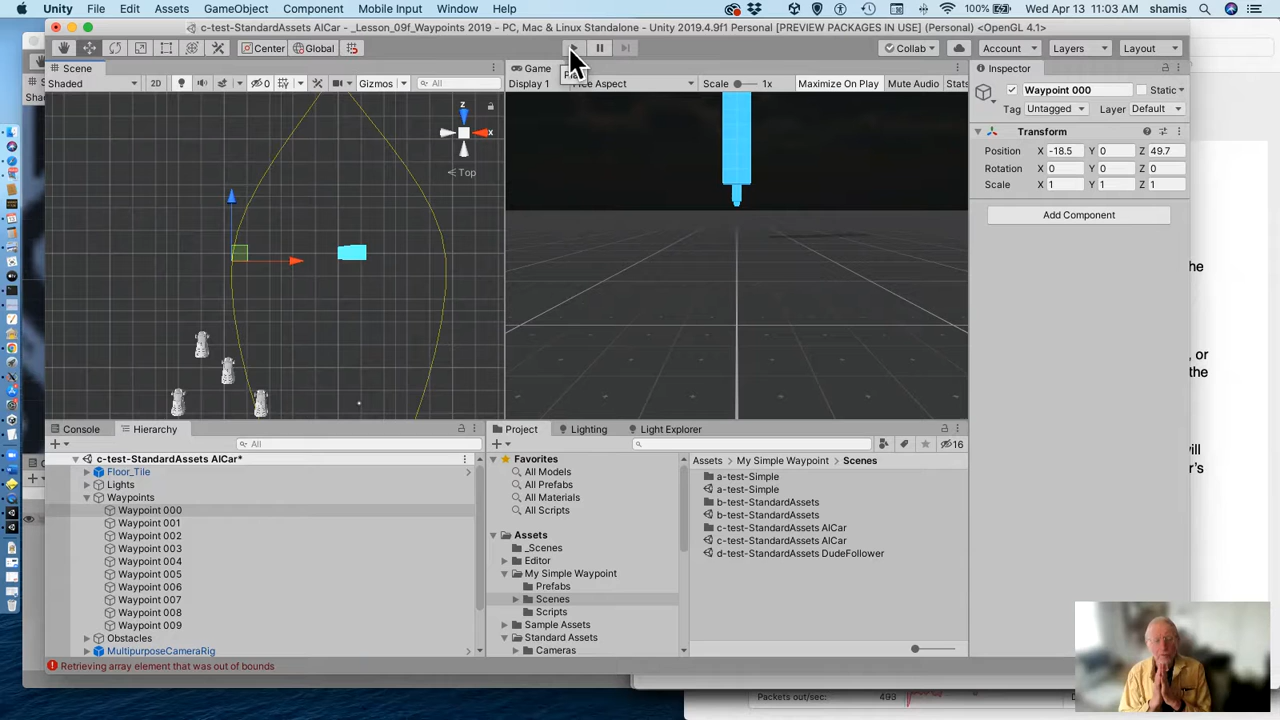 Unity File Edit Assets GameObject Component Mobile Input Window Help 100% Wed Apr 13 11:03 AM shamis
c-test-StandardAssets AICar - _Lesson_09f_Waypoints 2019 - PC, Mac & Linux Standalone - Unity 2019.4.9f1 Personal [PREVIEW PACKAGES IN USE] (Personal) <OpenGL 4.1>
Center Global Collab Account Layers Layout
Scene Game Inspector
Shaded 2D 0 Gizmos All Display 1 Aspect Scale 1x Maximize On Play Mute Audio Stats
Waypoint 000 Static
Tag Untagged Layer Default
Transform
Position X -18.5 Y 0 Z 49.7
Rotation X 0 Y 0 Z 0
Scale X 1 Y 1 Z 1
Add Component
z
x
Top
the
, or
the
will
r's
Console Hierarchy
All
c-test-StandardAssets AICar*
Floor_Tile
Lights
Waypoints
Waypoint 000
Waypoint 001
Waypoint 002
Waypoint 003
Waypoint 004
Waypoint 005
Waypoint 006
Waypoint 007
Waypoint 008
Waypoint 009
Obstacles
MultipurposeCameraRig
Project Lighting Light Explorer
16
Favorites
All Models
All Prefabs
All Materials
All Scripts
Assets
_Scenes
Editor
My Simple Waypoint
Prefabs
Scenes
Scripts
Sample Assets
Standard Assets
Cameras
Assets My Simple Waypoint Scenes
a-test-Simple
a-test-Simple
b-test-StandardAssets
b-test-StandardAssets
c-test-StandardAssets AICar
c-test-StandardAssets AICar
d-test-StandardAssets DudeFollower
Retrieving array element that was out of bounds
Packets out/sec: 493